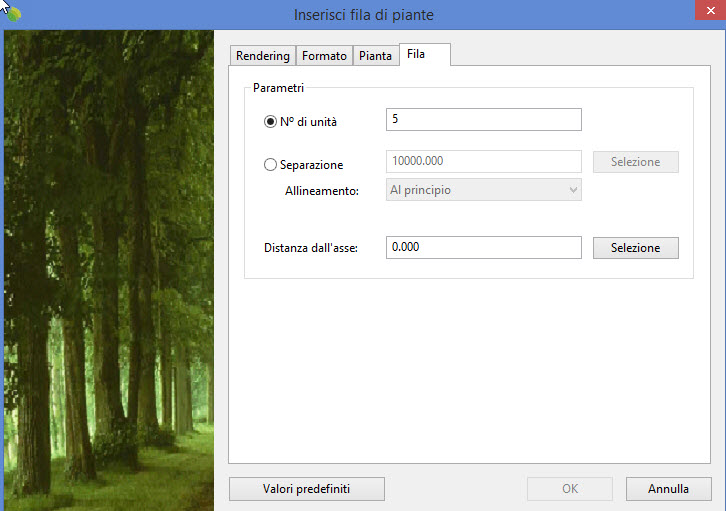 Inserisci fila di piante
Rendering Formato Pianta Fila
Parametri
Nº di unità 5
Separazione 10000.000 Selezione
Allineamento: Al principio
Distanza dall'asse: 0.000 Selezione
Valori predefiniti OK Annulla